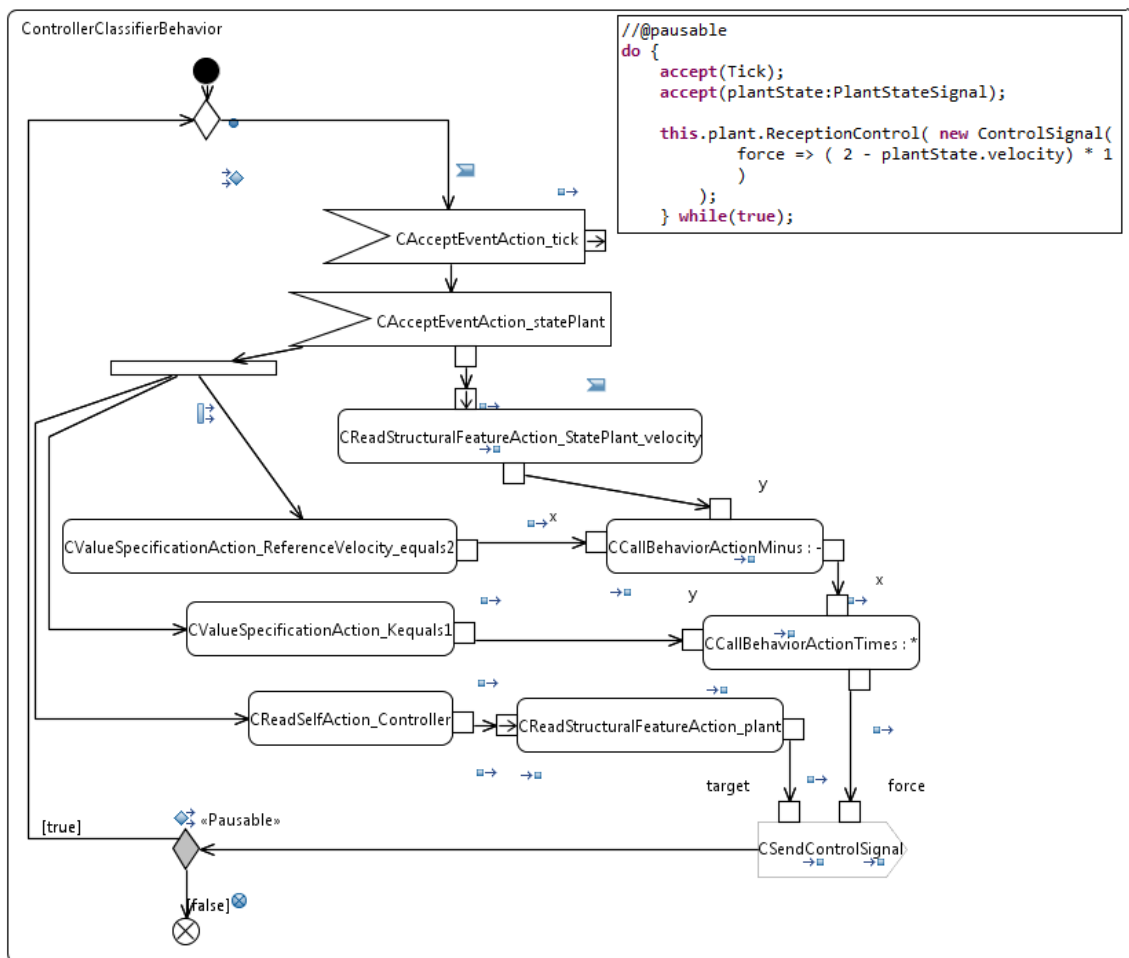 ControllerClassifierBehavior
//@pausable
do {
accept(Tick);
accept(plantState:PlantStateSignal);
this.plant.ReceptionControl( new ControlSignal(
force => ( 2 - plantState.velocity) * 1
)
);
} while(true);
CAcceptEventAction_tick
CAcceptEventAction_statePlant
CReadStructuralFeatureAction_StatePlant_velocity
y
x
CValueSpecificationAction_ReferenceVelocity_equals2
CCallBehaviorActionMinus : -
x
y
CValueSpecificationAction_Kequals1
CCallBehaviorActionTimes : *
CReadSelfAction_Controller
CReadStructuralFeatureAction_plant
target
force
«Pausable»
[true]
CSendControlSignal
[false]